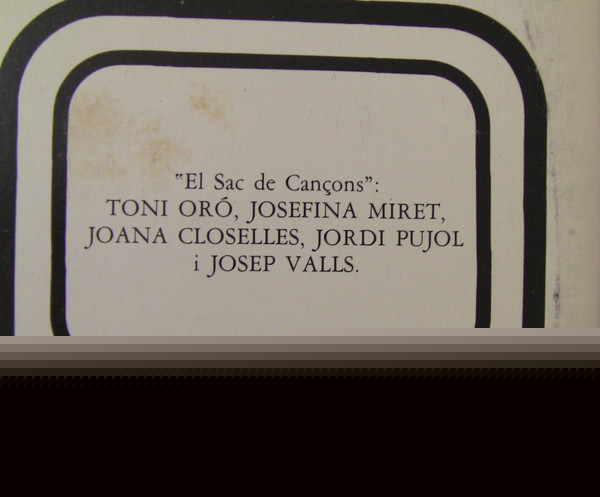 "El Sac de Cançons":
TONI ORÓ, JOSEFINA MIRET,
JOANA CLOSELLES, JORDI PUJOL
i JOSEP VALLS.